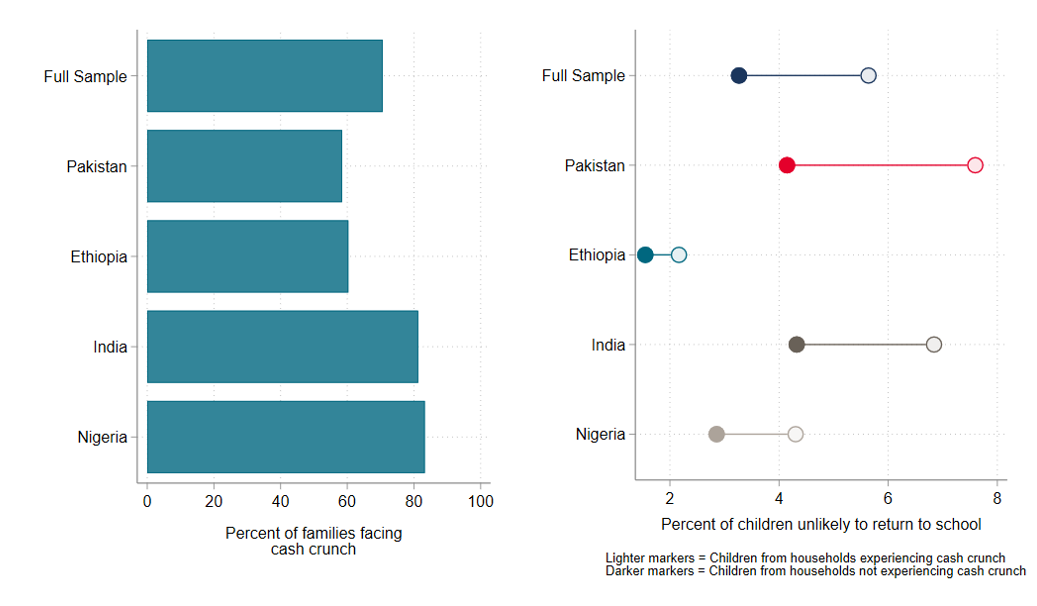 Full Sample
Pakistan
Ethiopia
India
Nigeria
0 20 40 60 80 100
Percent of families facing
cash crunch
Full Sample
Pakistan
Ethiopia
India
Nigeria
2 4 6 8
Percent of children unlikely to return to school
Lighter markers = Children from households experiencing cash crunch
Darker markers = Children from households not experiencing cash crunch